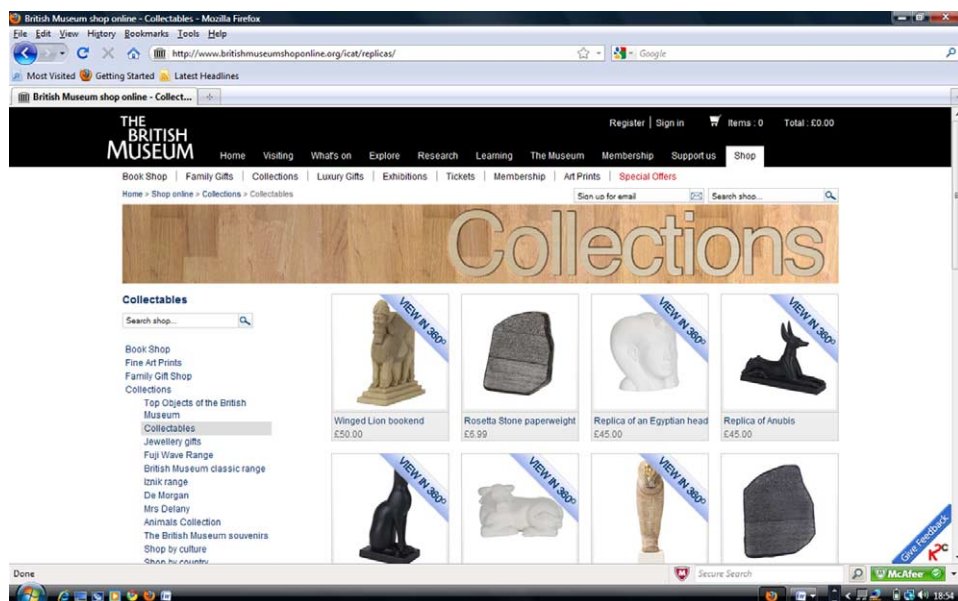 British Museum shop online - Collectables - Mozilla Firefox
File Edit View History Bookmarks Tools Help
http://www.britishmuseumshoponline.org/icat/replicas/
Google
Most Visited Getting Started Latest Headlines
British Museum shop online - Collect...
THE
BRITISH
MUSEUM
Register | Sign in Items : 0 Total : £0.00
Home Visiting What's on Explore Research Learning The Museum Membership Support us Shop
Book Shop | Family Gifts | Collections | Luxury Gifts | Exhibitions | Tickets | Membership | Art Prints | Special Offers
Home > Shop online > Collections > Collectables
Sign up for email
Search shop...
Collections
Collectables
Search shop...
Book Shop
Fine Art Prints
Family Gift Shop
Collections
Top Objects of the British
Museum
Collectables
Jewellery gifts
Fuji Wave Range
British Museum classic range
Iznik range
De Morgan
Mrs Delany
Animals Collection
The British Museum souvenirs
Shop by culture
Shop by country
VIEW IN 360°
Winged Lion bookend
£50.00
Rosetta Stone paperweight
£6.99
VIEW IN 360°
Replica of an Egyptian head
£45.00
VIEW IN 360°
Replica of Anubis
£45.00
VIEW IN 360°
VIEW IN 360°
VIEW IN 360°
Give Feedback
Done
Secure Search
McAfee
18:54